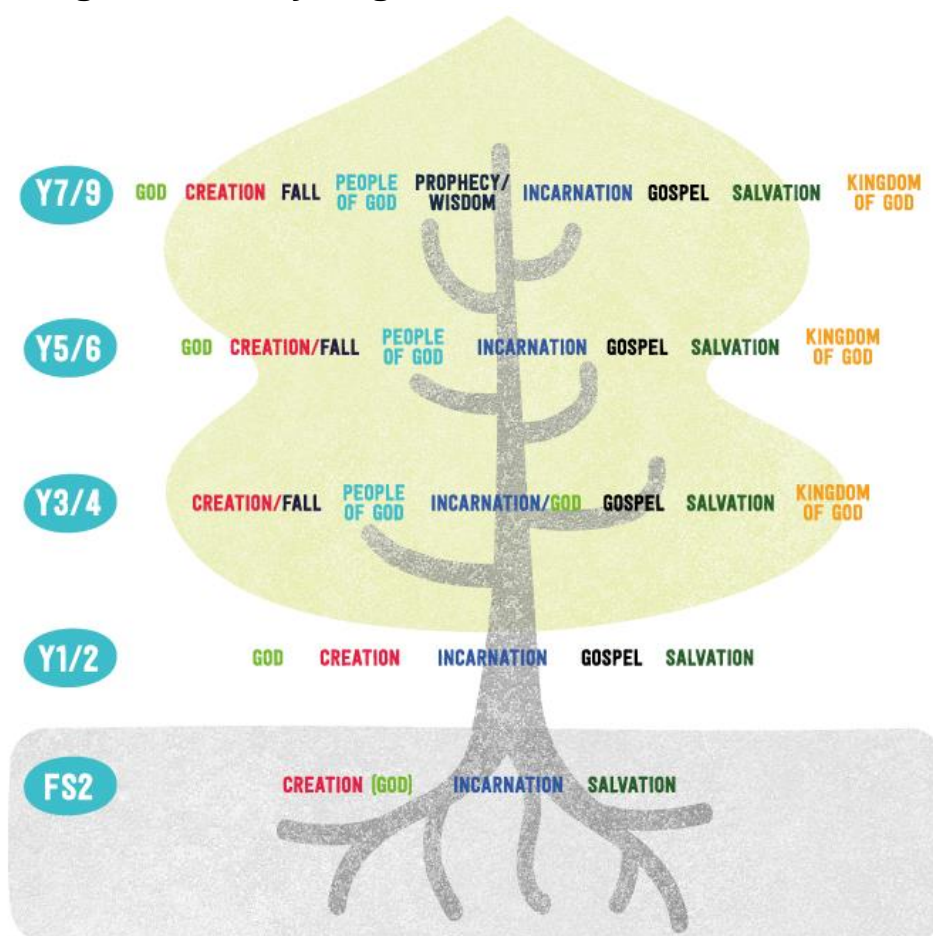 Y7/9 GOD CREATION FALL PEOPLE OF GOD PROPHECY/WISDOM INCARNATION GOSPEL SALVATION KINGDOM OF GOD
Y5/6 GOD CREATION/FALL PEOPLE OF GOD INCARNATION GOSPEL SALVATION KINGDOM OF GOD
Y3/4 CREATION/FALL PEOPLE OF GOD INCARNATION/GOD GOSPEL SALVATION KINGDOM OF GOD
Y1/2 GOD CREATION INCARNATION GOSPEL SALVATION
FS2 CREATION (GOD) INCARNATION SALVATION